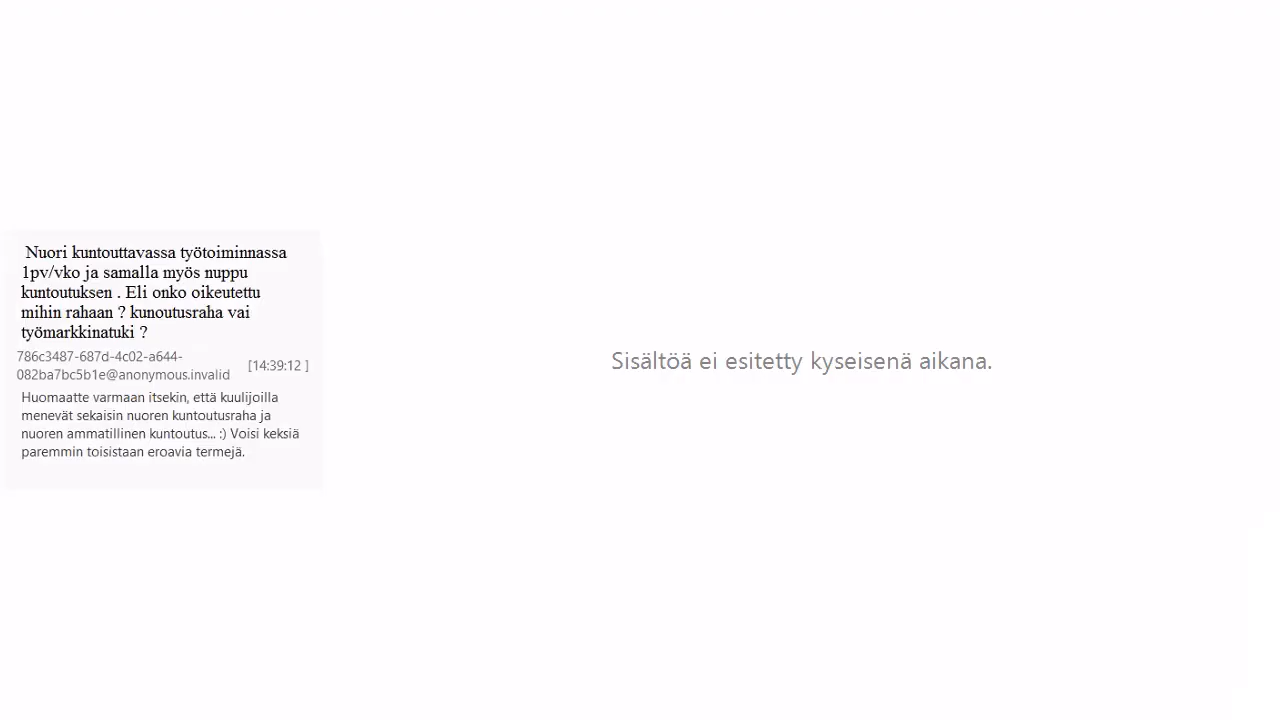 Nuori kuntouttavassa työtoiminnassa
1pv/vko ja samalla myös nuppu
kuntoutuksen . Eli onko oikeutettu
mihin rahaan ? kunoutusraha vai
työmarkkinatuki ?
786c3487-687d-4c02-a644-
082ba7bc5b1e@anonymous.invalid
[14:39:12 ]
Huomaatte varmaan itsekin, että kuulijoilla
menevät sekaisin nuoren kuntoutusraha ja
nuoren ammatillinen kuntoutus... :) Voisi keksiä
paremmin toisistaan eroavia termejä.
Sisältöä ei esitetty kyseisenä aikana.